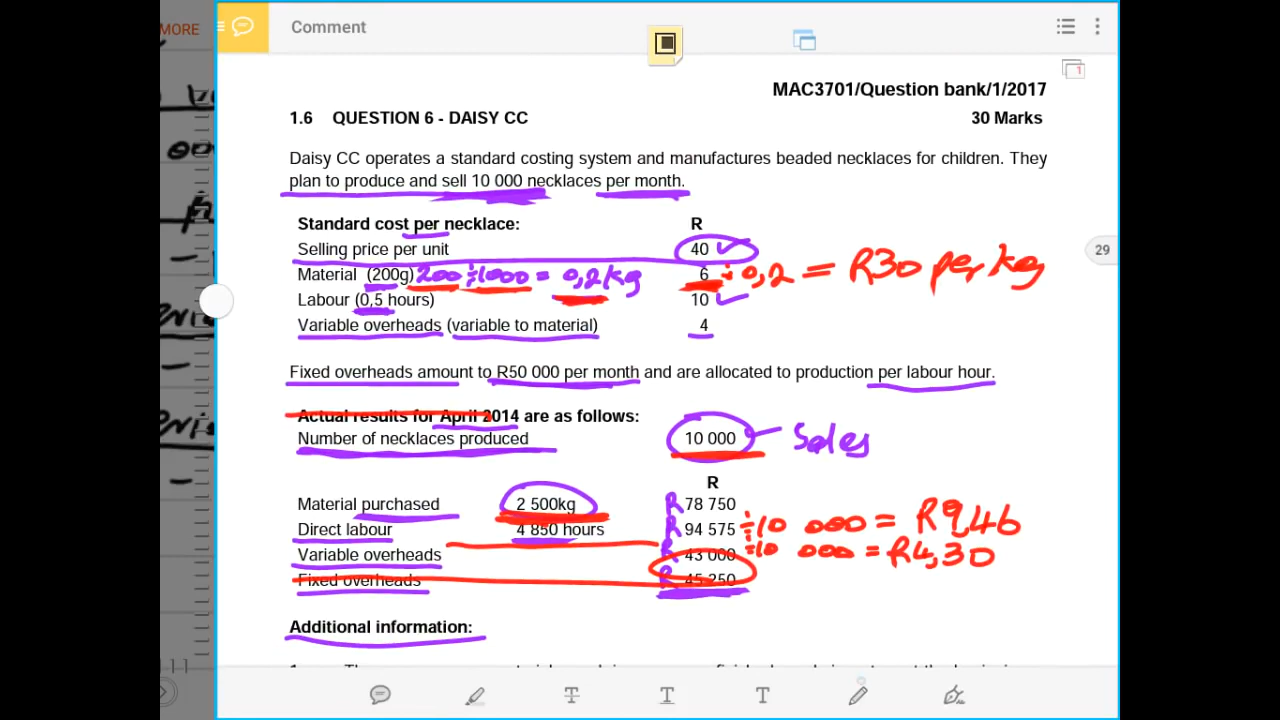 MORE
Comment
1
MAC3701/Question bank/1/2017
1.6 QUESTION 6 - DAISY CC 30 Marks
Daisy CC operates a standard costing system and manufactures beaded necklaces for children. They
plan to produce and sell 10 000 necklaces per month.
Standard cost per necklace: R
Selling price per unit 40
29
Material (200g) 200 ÷1000 = 0,2kg 6 ÷0,2 = R30 per kg
Labour (0,5 hours) 10
Variable overheads (variable to material) 4
Fixed overheads amount to R50 000 per month and are allocated to production per labour hour.
Actual results for April 2014 are as follows:
Number of necklaces produced 10 000 Sales
R
Material purchased 2 500kg R 78 750
Direct labour 4 850 hours R 94 575 ÷10 000 = R9,46
Variable overheads R 43 000 ÷10 000 = R4,30
Fixed overheads R 45 250
Additional information: